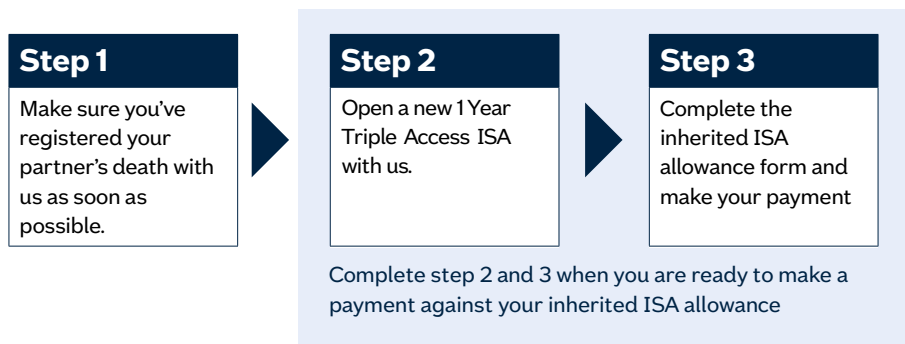 Step 1
Make sure you've
registered your
partner's death with
us as soon as
possible.
Step 2
Open a new 1 Year
Triple Access ISA
with us.
Step 3
Complete the
inherited ISA
allowance form and
make your payment
Complete step 2 and 3 when you are ready to make a
payment against your inherited ISA allowance